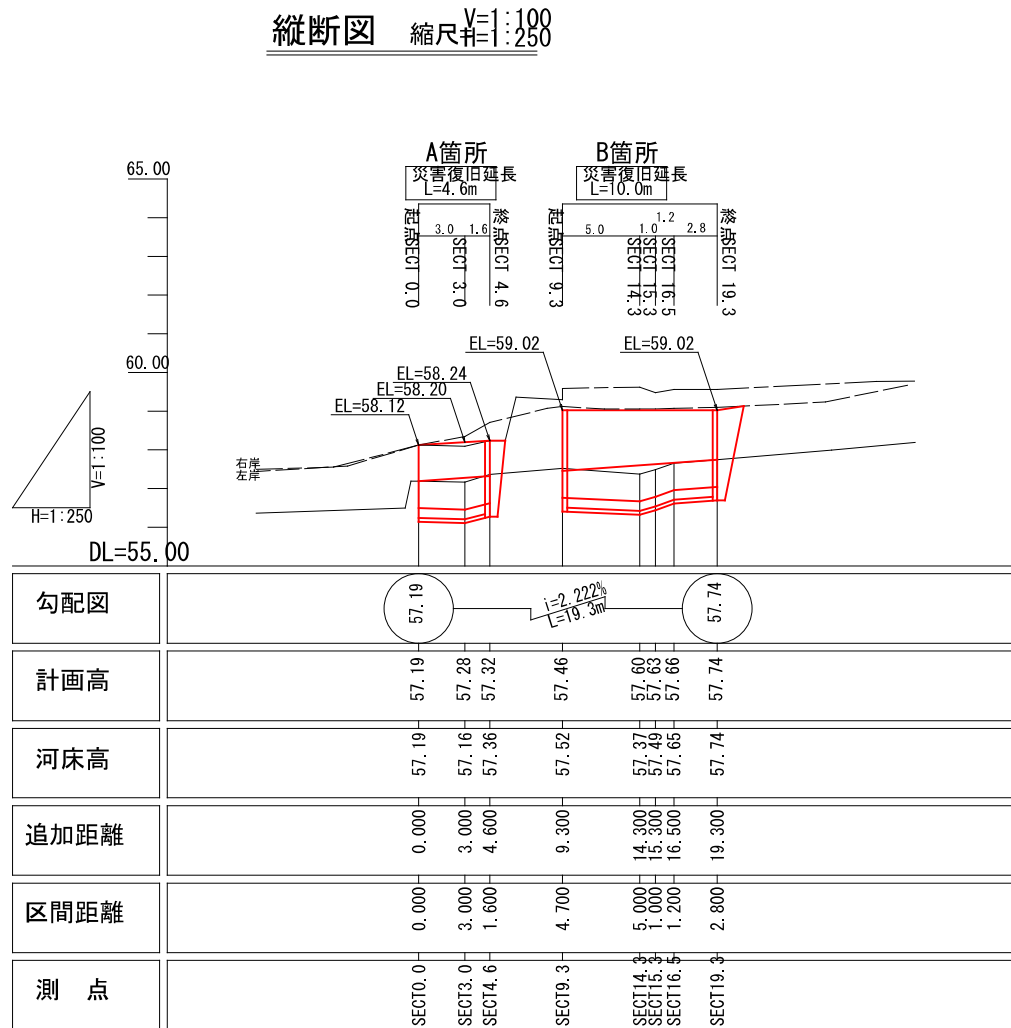 縦断図 縮尺 V=1:100
H=1:250
A箇所
災害復旧延長
L=4.6m
B箇所
災害復旧延長
L=10.0m
65.00
60.00
DL=55.00
起点SECT 0.0
3.0
SECT 3.0
1.6
終点SECT 4.6
起点SECT 9.3
5.0
SECT 14.3
1.0
SECT 15.3
1.2
SECT 16.5
2.8
終点SECT 19.3
EL=59.02
EL=59.02
EL=58.24
EL=58.20
EL=58.12
右岸
左岸
V=1:100
H=1:250
勾配図
57.19
i=2.222%
L=19.3m
57.74
計画高
57.19 57.28 57.32 57.46 57.60 57.63 57.66 57.74
河床高
57.19 57.16 57.36 57.52 57.37 57.49 57.65 57.74
追加距離
0.000 3.000 4.600 9.300 14.300 15.300 16.500 19.300
区間距離
0.000 3.000 1.600 4.700 5.000 1.000 1.200 2.800
測 点
SECT0.0 SECT3.0 SECT4.6 SECT9.3 SECT14.3 SECT15.3 SECT16.5 SECT19.3